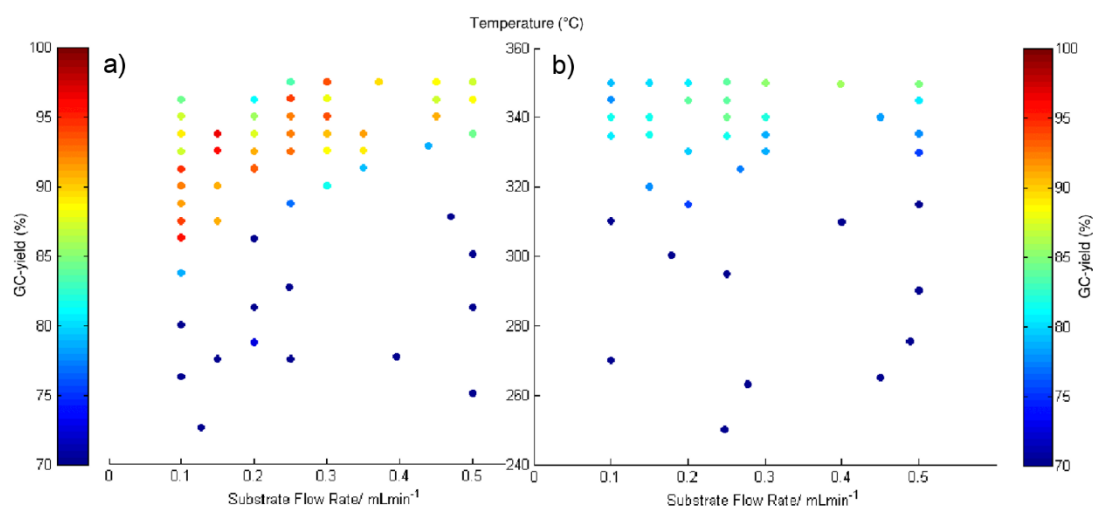 Temperature (°C)
a)
b)
100
95
90
85
80
75
70
GC-yield (%)
360
340
320
300
280
260
240
100
95
90
85
80
75
70
GC-yield (%)
0 0.1 0.2 0.3 0.4 0.5
0 0.1 0.2 0.3 0.4 0.5
Substrate Flow Rate/ mLmin⁻¹
Substrate Flow Rate/ mLmin⁻¹